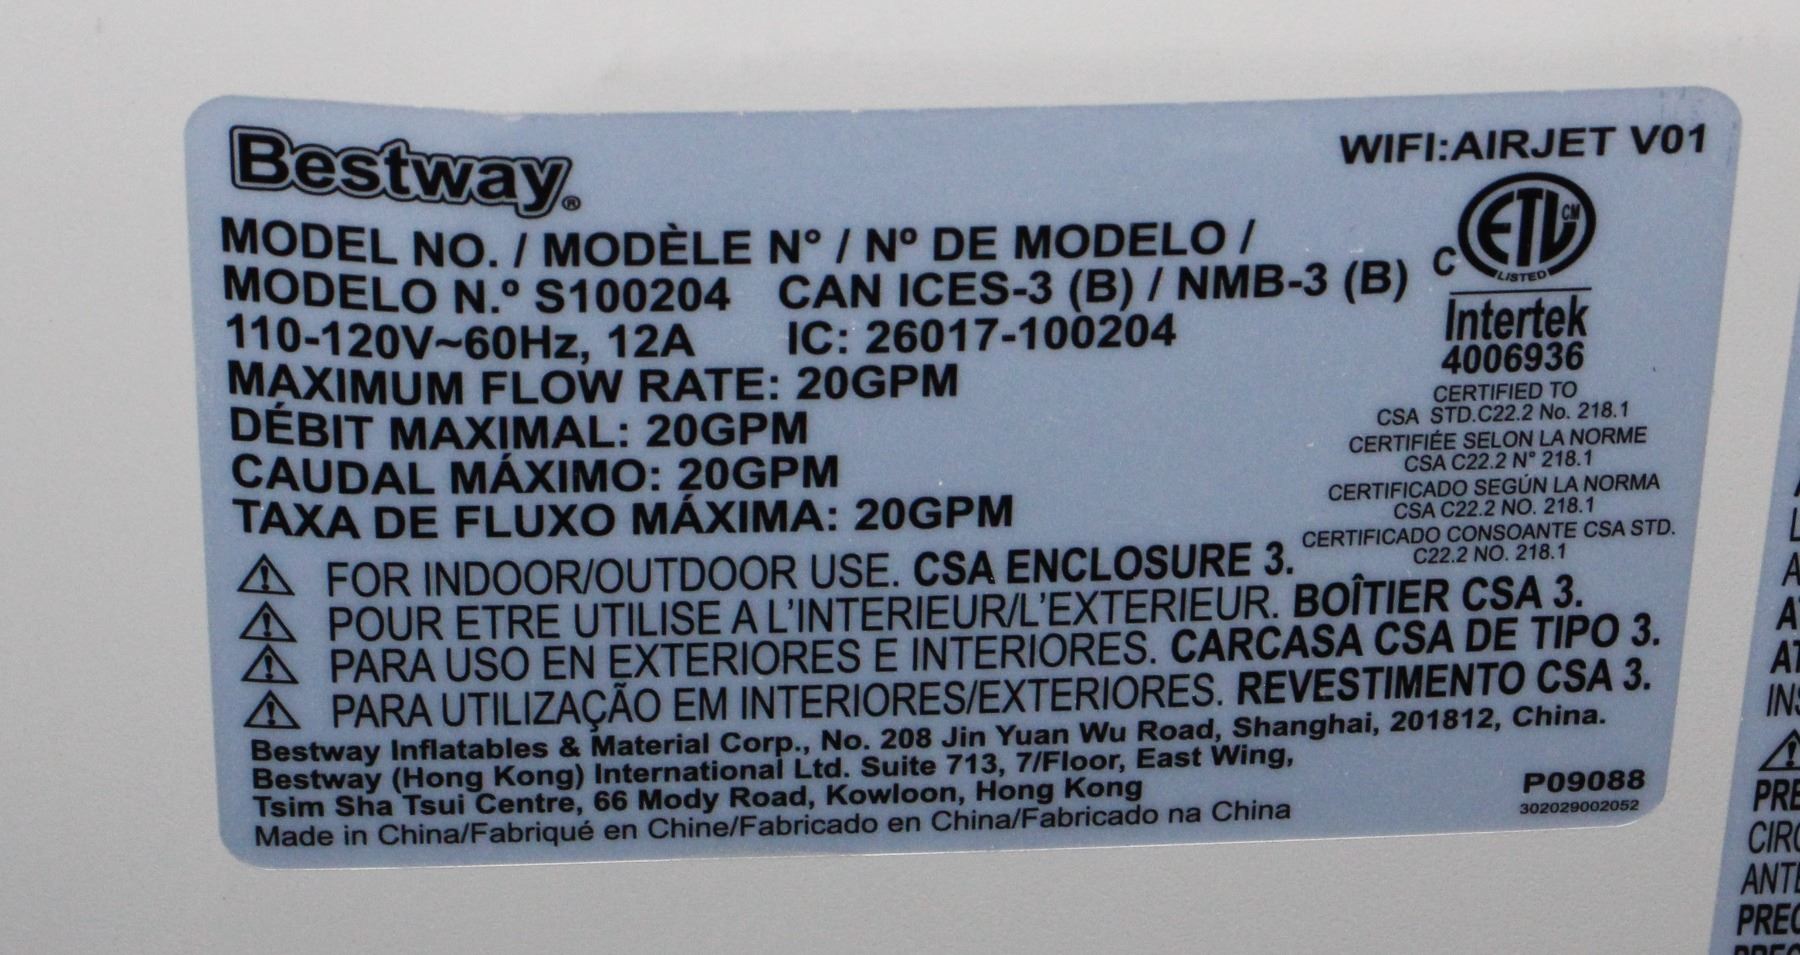 Bestway®
WIFI:AIRJET V01
MODEL NO. / MODÈLE N° / Nº DE MODELO /
MODELO N.º S100204 CAN ICES-3 (B) / NMB-3 (B)
110-120V~60Hz, 12A IC: 26017-100204
MAXIMUM FLOW RATE: 20GPM
DÉBIT MAXIMAL: 20GPM
CAUDAL MÁXIMO: 20GPM
TAXA DE FLUXO MÁXIMA: 20GPM
C ETL CM
LISTED
Intertek
4006936
CERTIFIED TO
CSA STD.C22.2 No. 218.1
CERTIFIÉE SELON LA NORME
CSA C22.2 N° 218.1
CERTIFICADO SEGÚN LA NORMA
CSA C22.2 NO. 218.1
CERTIFICADO CONSOANTE CSA STD.
C22.2 NO. 218.1
FOR INDOOR/OUTDOOR USE. CSA ENCLOSURE 3.
POUR ETRE UTILISE A L'INTERIEUR/L'EXTERIEUR. BOÎTIER CSA 3.
PARA USO EN EXTERIORES E INTERIORES. CARCASA CSA DE TIPO 3.
PARA UTILIZAÇÃO EM INTERIORES/EXTERIORES. REVESTIMENTO CSA 3.
Bestway Inflatables & Material Corp., No. 208 Jin Yuan Wu Road, Shanghai, 201812, China.
Bestway (Hong Kong) International Ltd. Suite 713, 7/Floor, East Wing,
Tsim Sha Tsui Centre, 66 Mody Road, Kowloon, Hong Kong
Made in China/Fabriqué en Chine/Fabricado en China/Fabricado na China
P09088
302029002052
INS
PRE
CIRC
ANTE
PREC